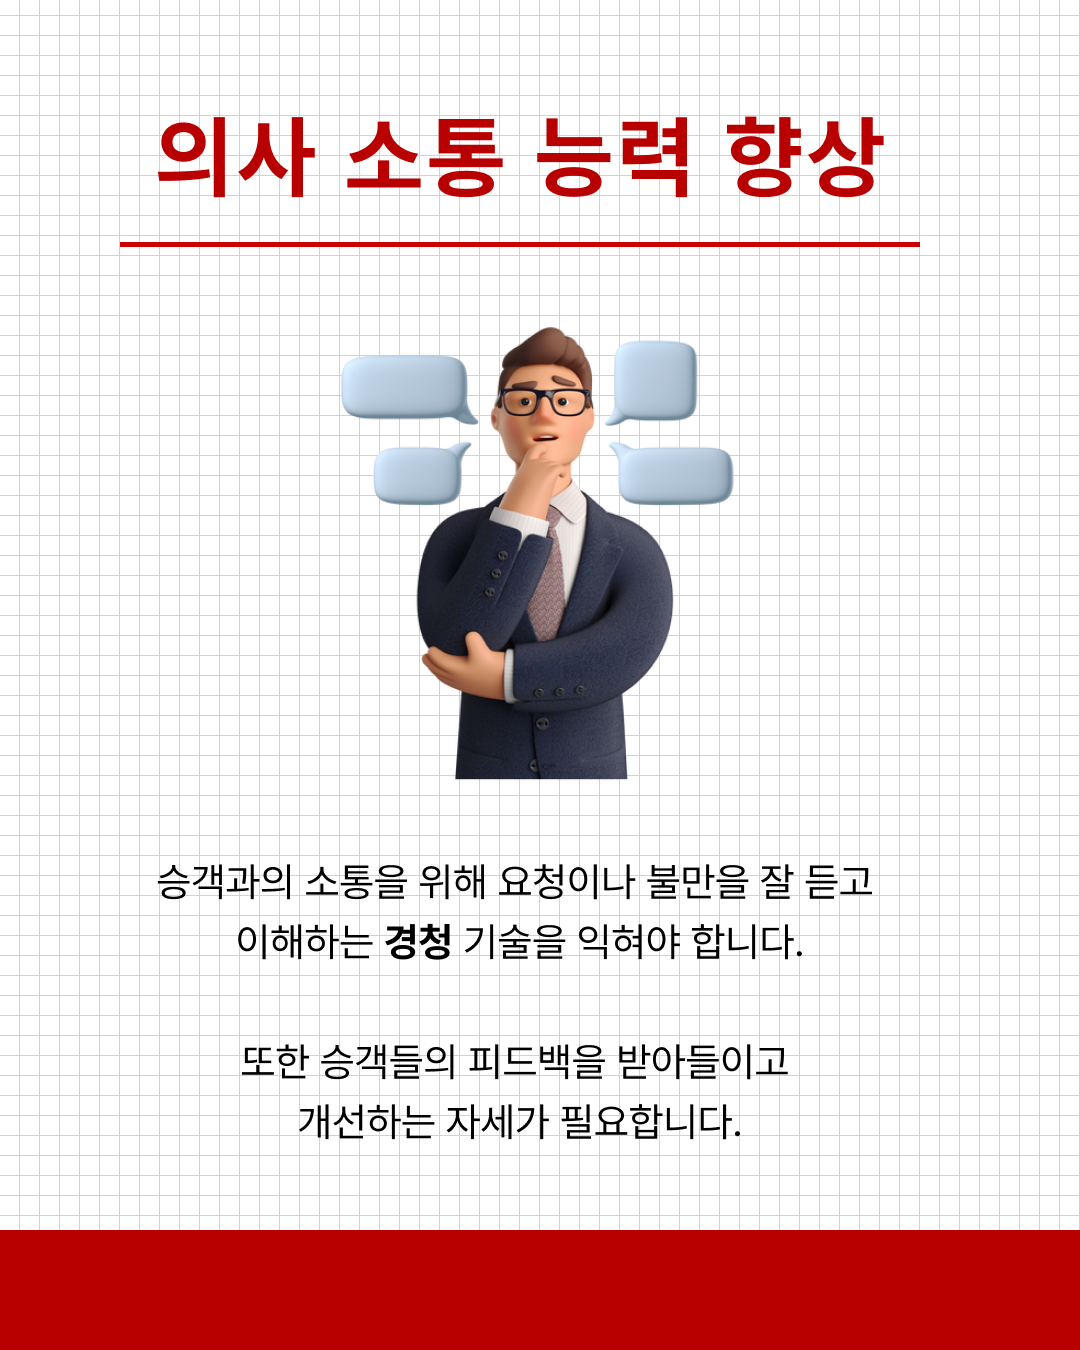 의사 소통 능력 향상
승객과의 소통을 위해 요청이나 불만을 잘 듣고
이해하는 경청 기술을 익혀야 합니다.
또한 승객들의 피드백을 받아들이고
개선하는 자세가 필요합니다.